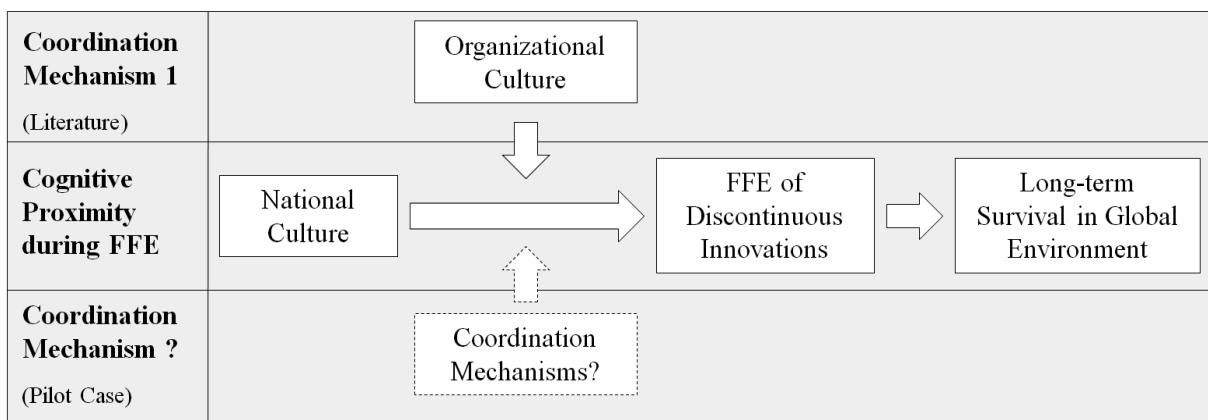 Coordination
Mechanism 1
(Literature)
Organizational
Culture
Cognitive
Proximity
during FFE
National
Culture
FFE of
Discontinuous
Innovations
Long-term
Survival in Global
Environment
Coordination
Mechanism ?
(Pilot Case)
Coordination
Mechanisms?